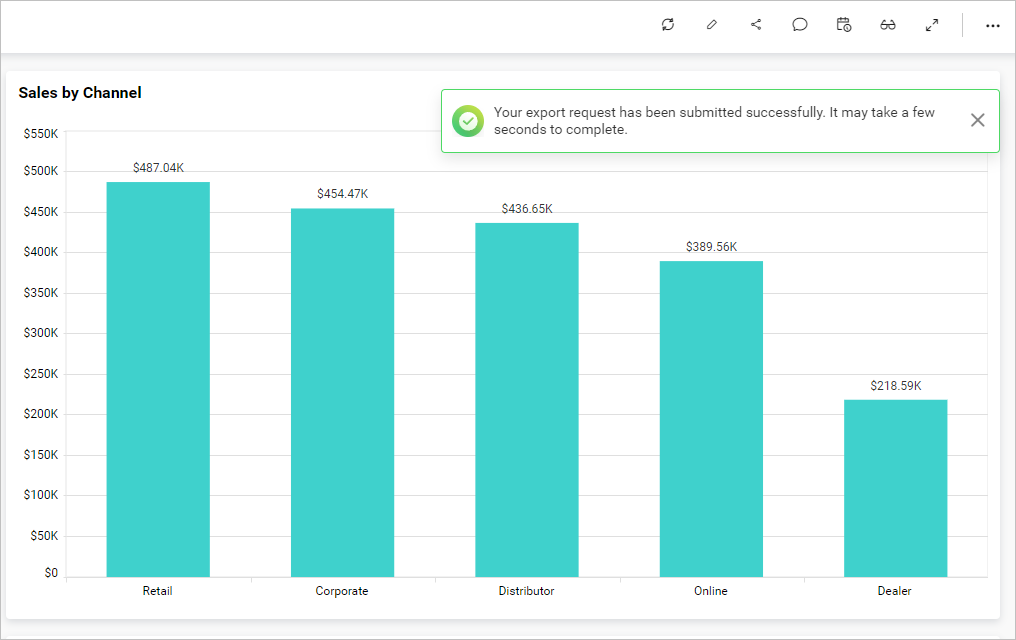 Sales by Channel
Your export request has been submitted successfully. It may take a few
seconds to complete.
$550K
$500K
$450K
$400K
$350K
$300K
$250K
$200K
$150K
$100K
$50K
$0
$487.04K
$454.47K
$436.65K
$389.56K
$218.59K
Retail
Corporate
Distributor
Online
Dealer